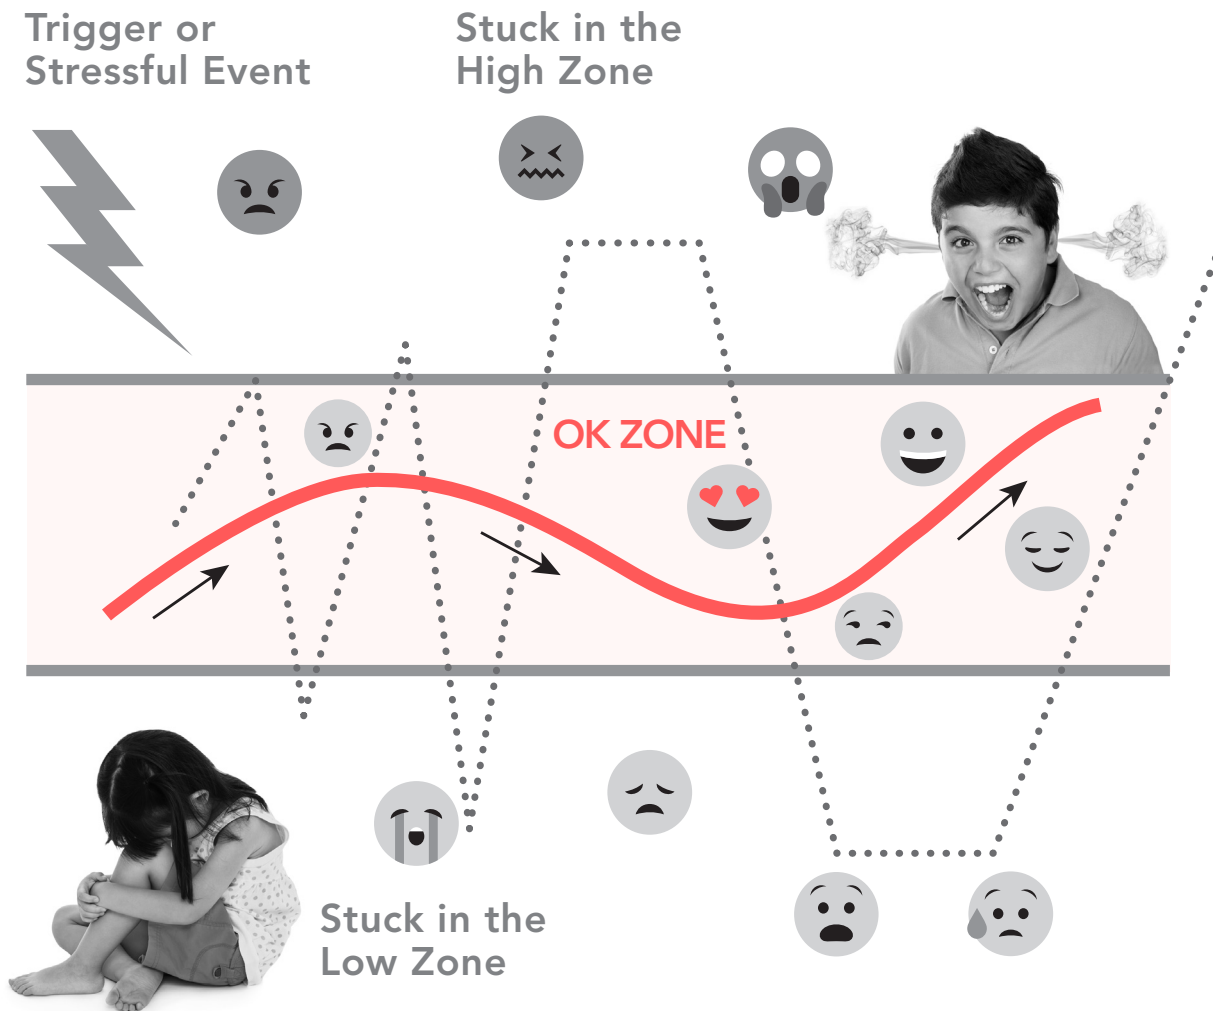 Trigger or
Stressful Event
Stuck in the
High Zone
OK ZONE
Stuck in the
Low Zone